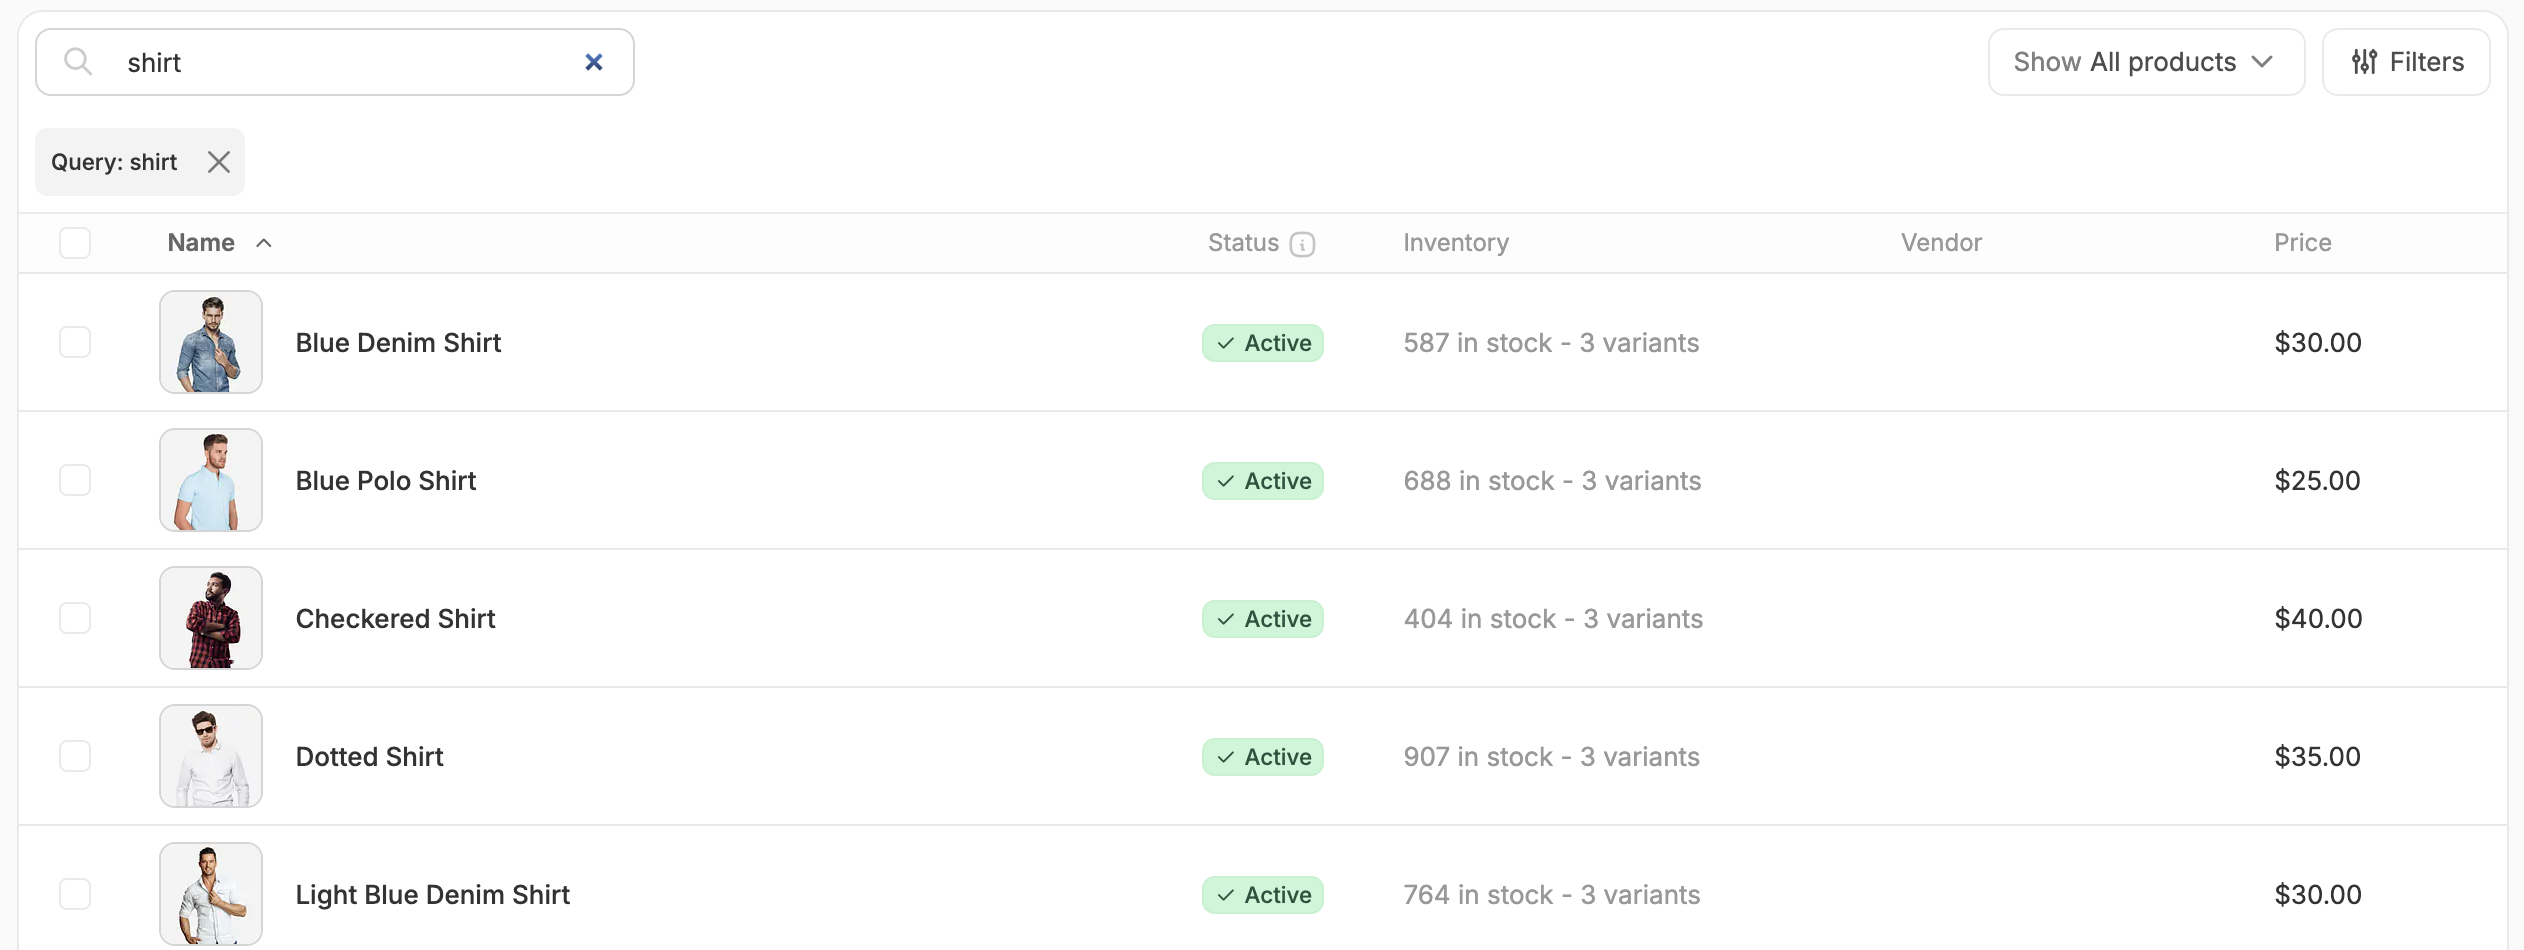 shirt
Show All products
Filters
Query: shirt
Name Status Inventory Vendor Price
Blue Denim Shirt Active 587 in stock - 3 variants $30.00
Blue Polo Shirt Active 688 in stock - 3 variants $25.00
Checkered Shirt Active 404 in stock - 3 variants $40.00
Dotted Shirt Active 907 in stock - 3 variants $35.00
Light Blue Denim Shirt Active 764 in stock - 3 variants $30.00